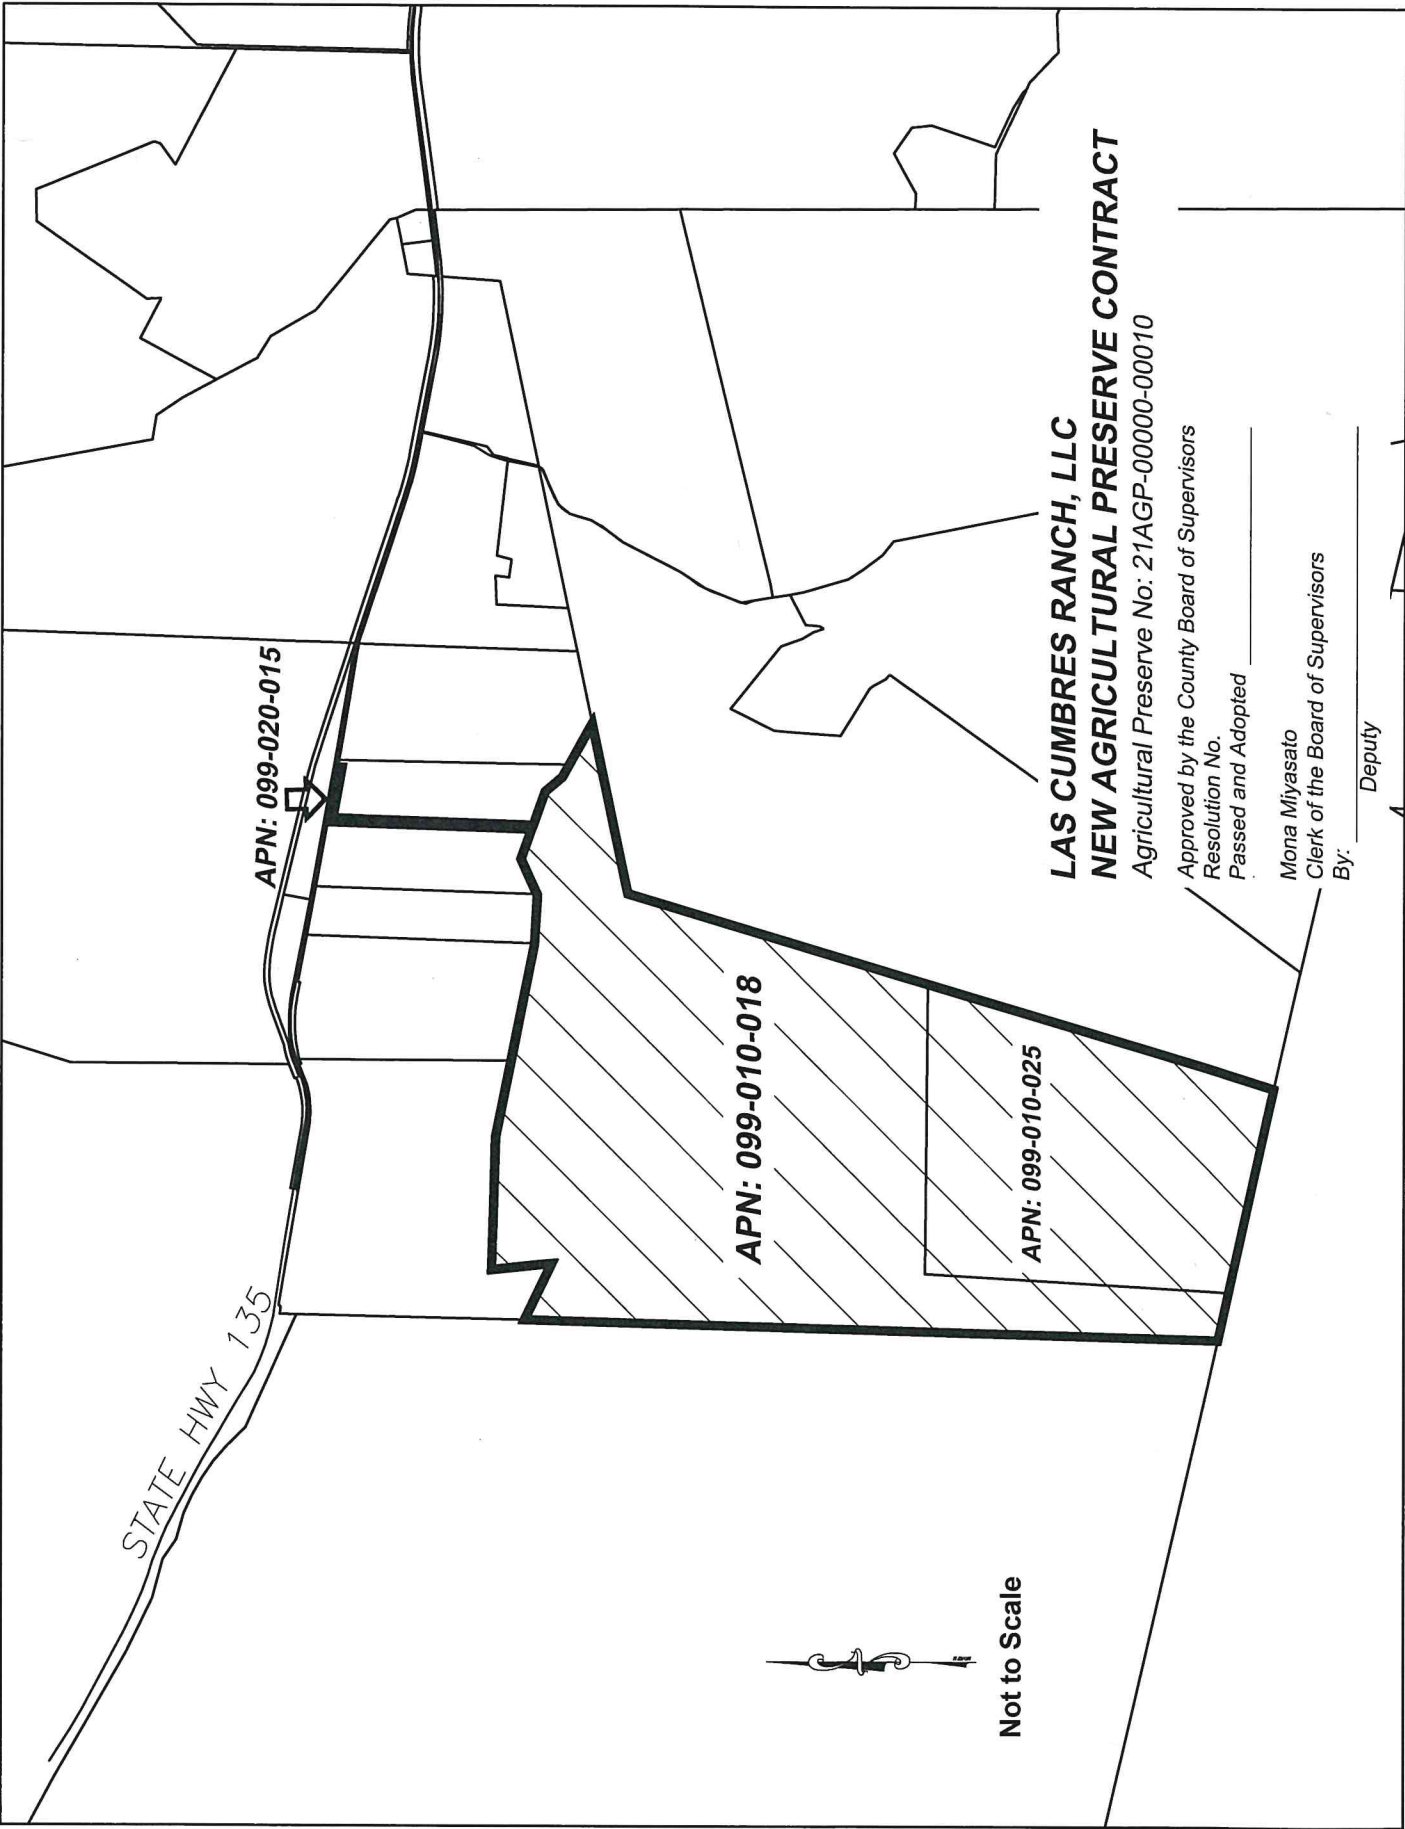 STATE HWY 135
APN: 099-020-015
APN: 099-010-018
APN: 099-010-025
Not to Scale
LAS CUMBRES RANCH, LLC
NEW AGRICULTURAL PRESERVE CONTRACT
Agricultural Preserve No: 21AGP-00000-00010
Approved by the County Board of Supervisors
Resolution No.
Passed and Adopted
Mona Miyasato
Clerk of the Board of Supervisors
By:
Deputy